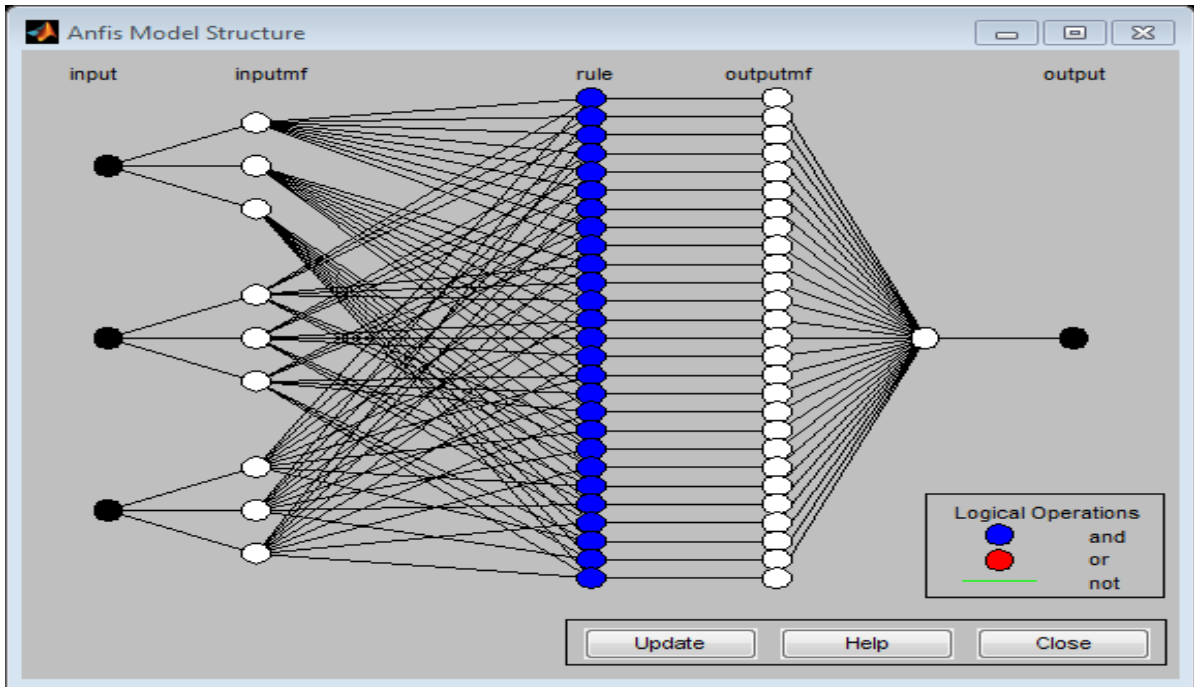 Anfis Model Structure
input inputmf rule outputmf output
Logical Operations
and
or
not
Update Help Close